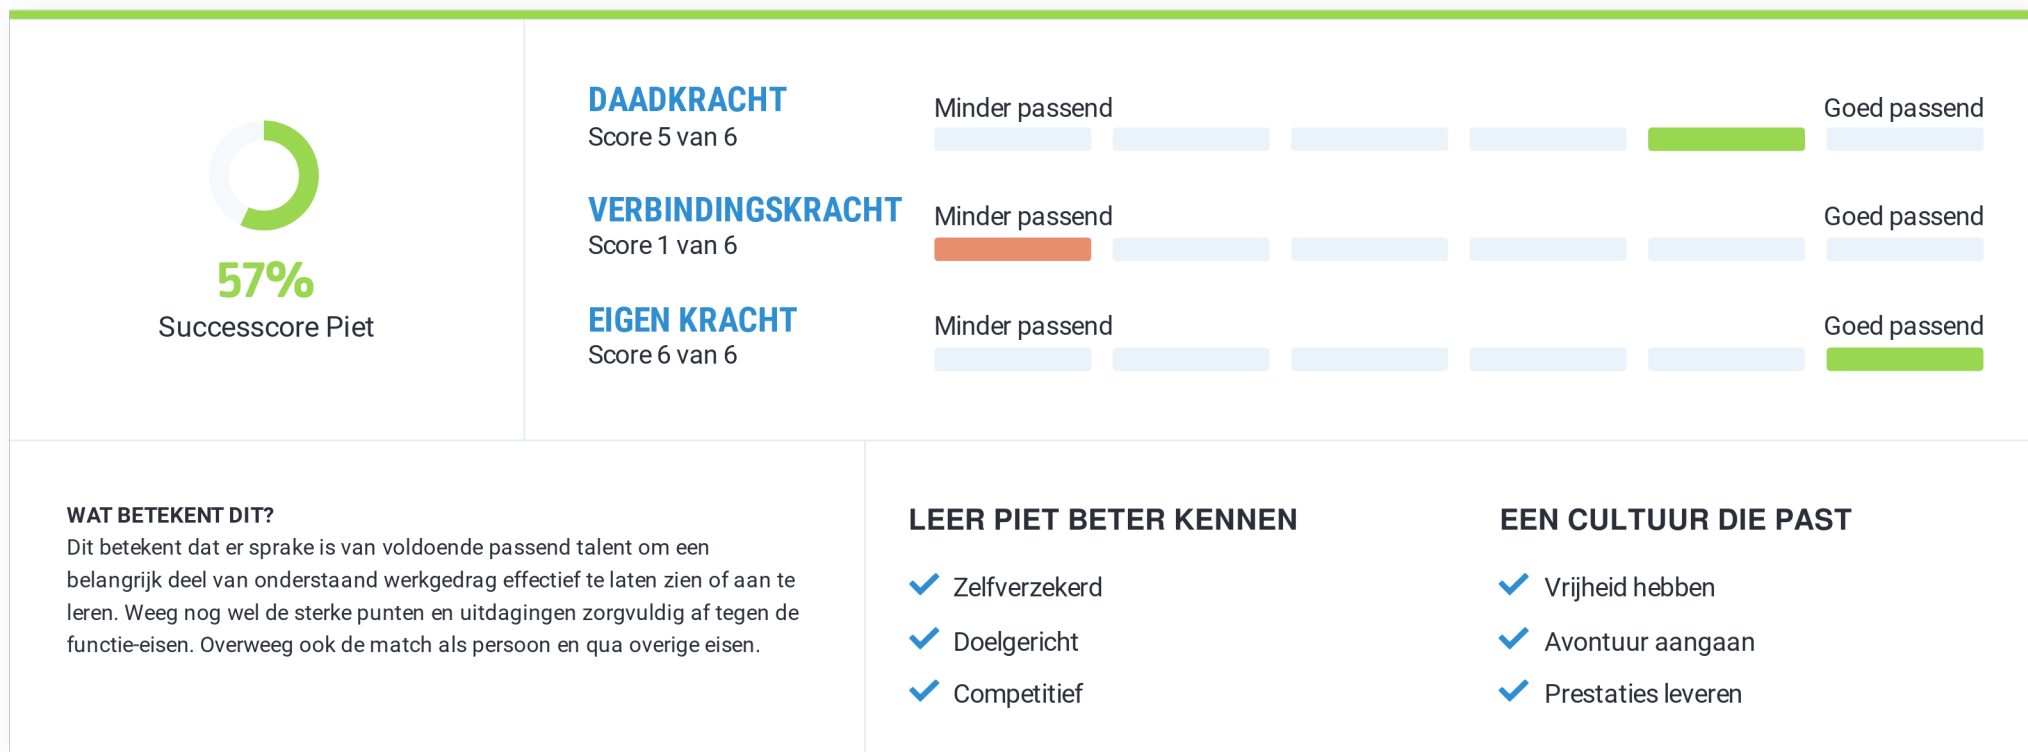 57%
Successcore Piet
DAADKRACHT
Score 5 van 6
Minder passend
Goed passend
VERBINDINGSKRACHT
Score 1 van 6
Minder passend
Goed passend
EIGEN KRACHT
Score 6 van 6
Minder passend
Goed passend
WAT BETEKENT DIT?
Dit betekent dat er sprake is van voldoende passend talent om een
belangrijk deel van onderstaand werkgedrag effectief te laten zien of aan te
leren. Weeg nog wel de sterke punten en uitdagingen zorgvuldig af tegen de
functie-eisen. Overweeg ook de match als persoon en qua overige eisen.
LEER PIET BETER KENNEN
Zelfverzekerd
Doelgericht
Competitief
EEN CULTUUR DIE PAST
Vrijheid hebben
Avontuur aangaan
Prestaties leveren